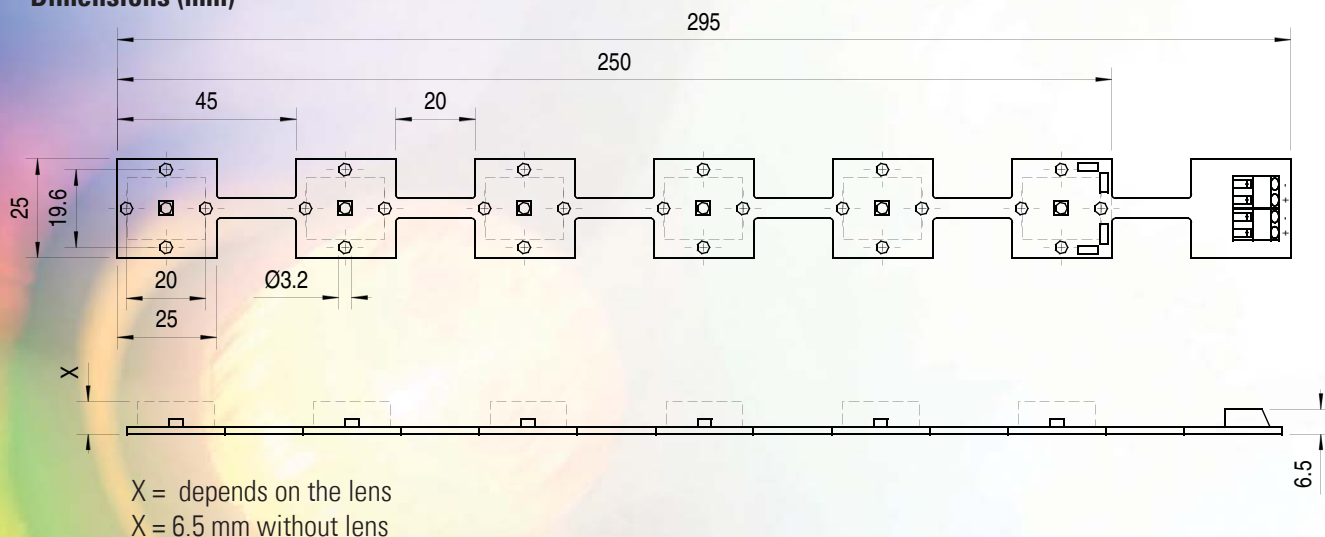 Dimensions (mm)
295
250
45
20
25
19.6
20
Ø3.2
25
-
+
-
+
X
6.5
X = depends on the lens
X = 6.5 mm without lens